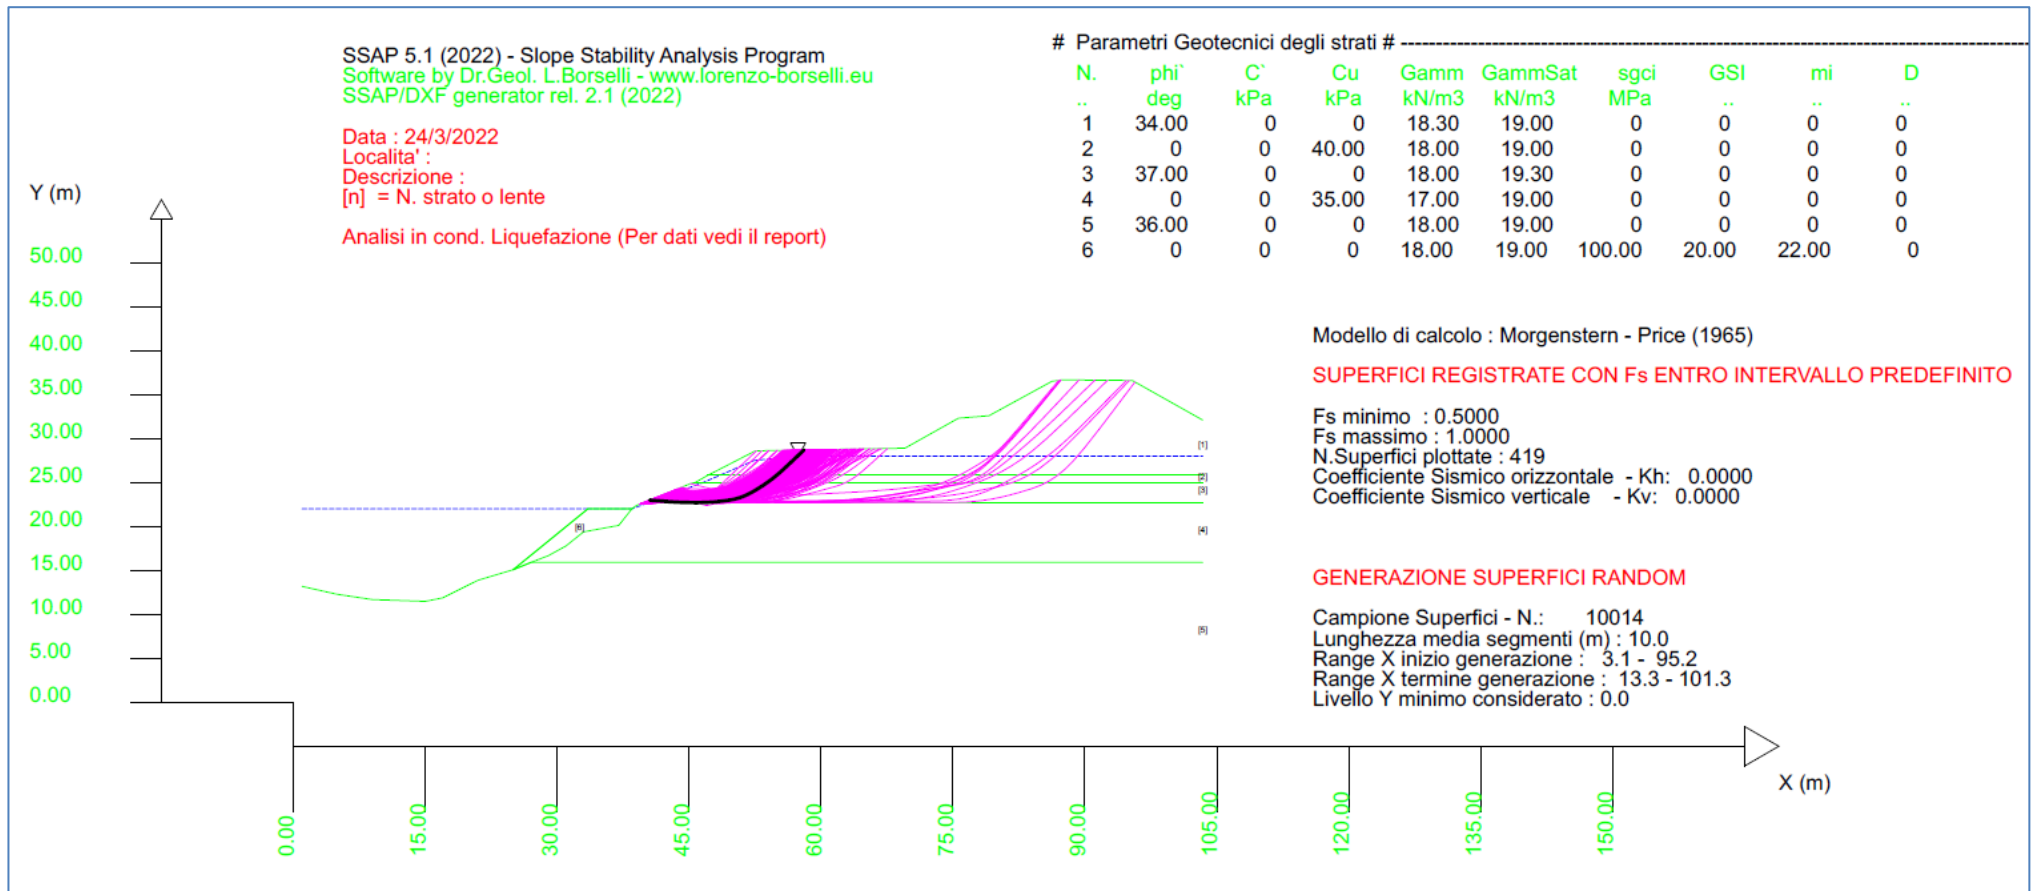 SSAP 5.1 (2022) - Slope Stability Analysis Program
Software by Dr.Geol. L.Borselli - www.lorenzo-borselli.eu
SSAP/DXF generator rel. 2.1 (2022)
Data : 24/3/2022
Localita' :
Descrizione :
[n] = N. strato o lente
Analisi in cond. Liquefazione (Per dati vedi il report)
# Parametri Geotecnici degli strati # ----------------------------------------
N. phi` C` Cu Gamm GammSat sgci GSI mi D
.. deg kPa kPa kN/m3 kN/m3 MPa .. .. ..
1 34.00 0 0 18.30 19.00 0 0 0 0
2 0 0 40.00 18.00 19.00 0 0 0 0
3 37.00 0 0 18.00 19.30 0 0 0 0
4 0 0 35.00 17.00 19.00 0 0 0 0
5 36.00 0 0 18.00 19.00 0 0 0 0
6 0 0 0 18.00 19.00 100.00 20.00 22.00 0
Modello di calcolo : Morgenstern - Price (1965)
SUPERFICI REGISTRATE CON Fs ENTRO INTERVALLO PREDEFINITO
Fs minimo : 0.5000
Fs massimo : 1.0000
N.Superfici plottate : 419
Coefficiente Sismico orizzontale - Kh: 0.0000
Coefficiente Sismico verticale - Kv: 0.0000
GENERAZIONE SUPERFICI RANDOM
Campione Superfici - N.: 10014
Lunghezza media segmenti (m) : 10.0
Range X inizio generazione : 3.1 - 95.2
Range X termine generazione : 13.3 - 101.3
Livello Y minimo considerato : 0.0
Y (m)
50.00
45.00
40.00
35.00
30.00
25.00
20.00
15.00
10.00
5.00
0.00
[1]
[2]
[3]
[6]
[4]
[5]
0.00
15.00
30.00
45.00
60.00
75.00
90.00
105.00
120.00
135.00
150.00
X (m)